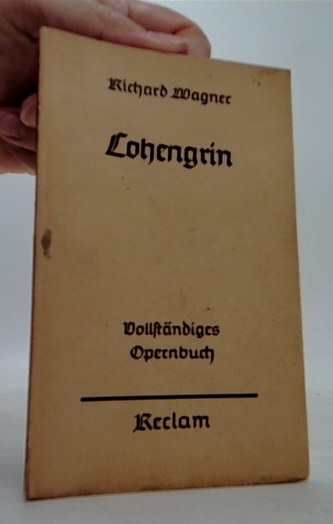 Richard Wagner
Lohengrin
Vollständiges
Opernbuch
Reclam